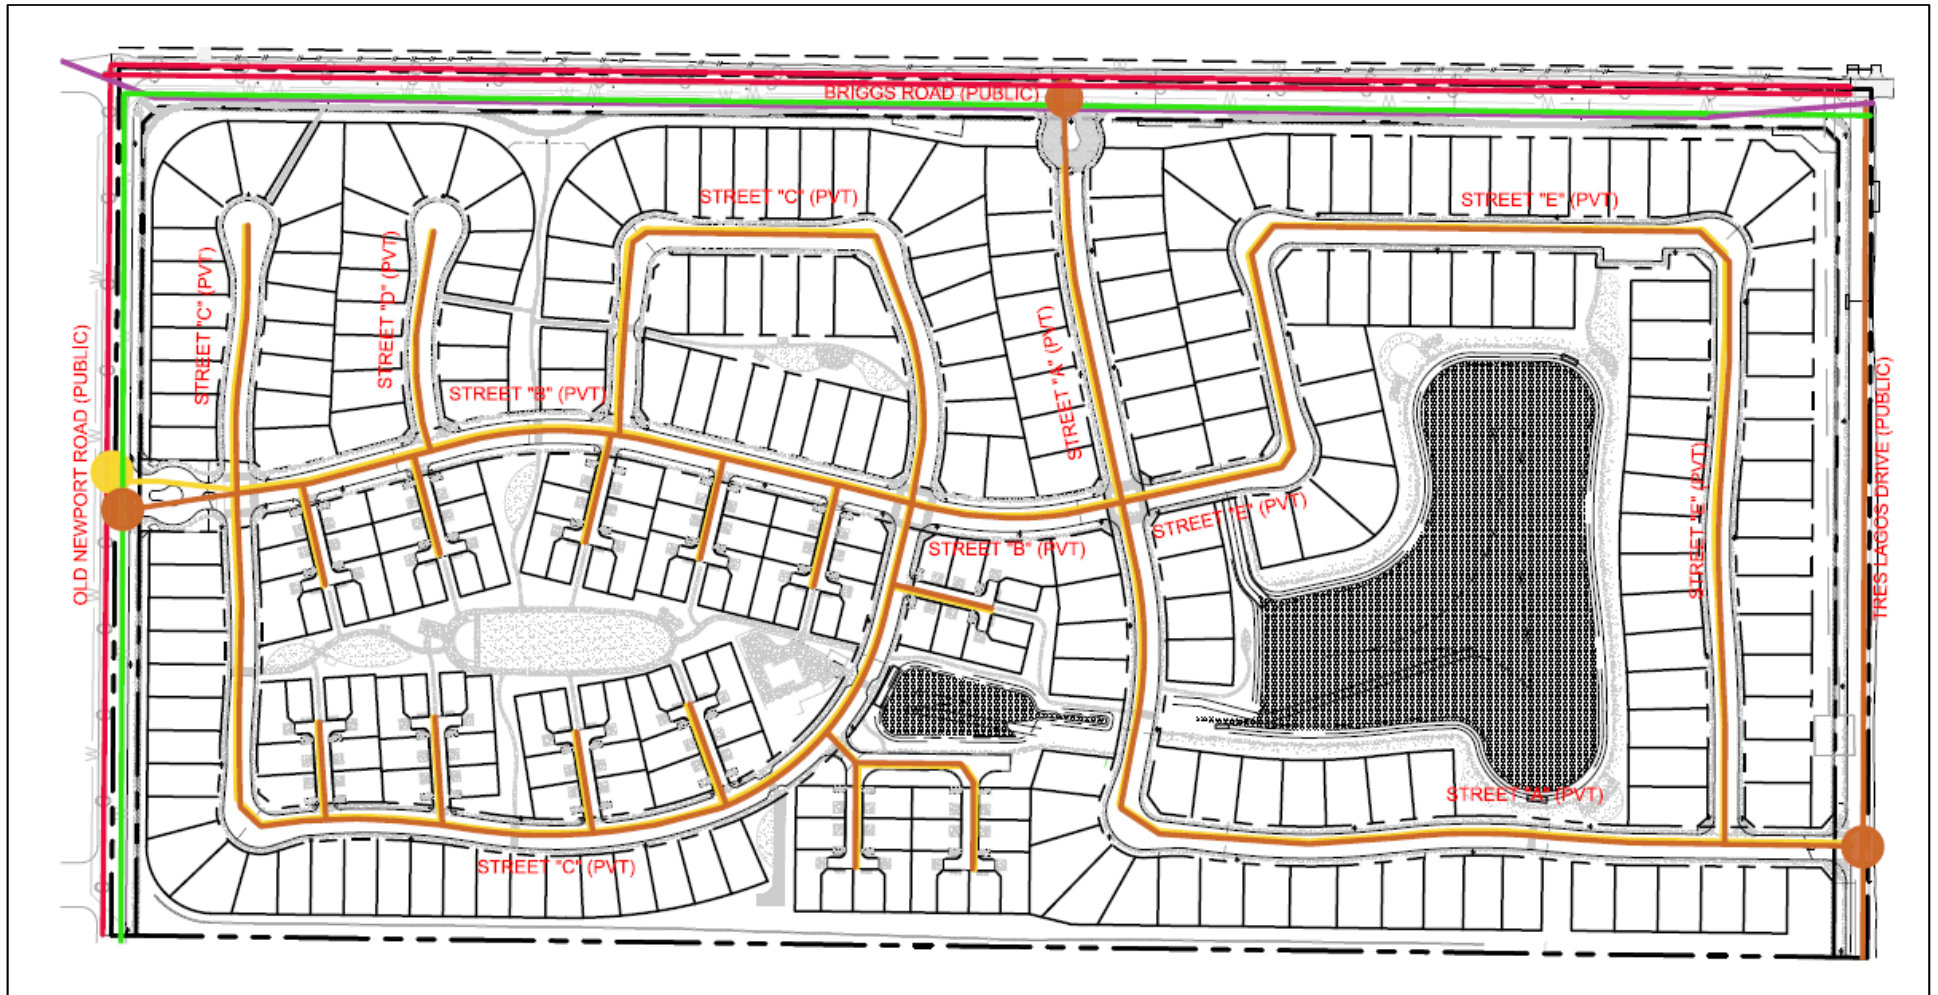 BRIGGS ROAD (PUBLIC)
STREET "C" (PVT)
STREET "E" (PVT)
STREET "C" (PVT)
STREET "D" (PVT)
STREET "A" (PVT)
OLD NEWPORT ROAD (PUBLIC)
TRES LAGOS DRIVE (PUBLIC)
STREET "B" (PVT)
STREET "E" (PVT)
STREET "E" (PVT)
STREET "B" (PVT)
STREET "A" (PVT)
STREET "C" (PVT)